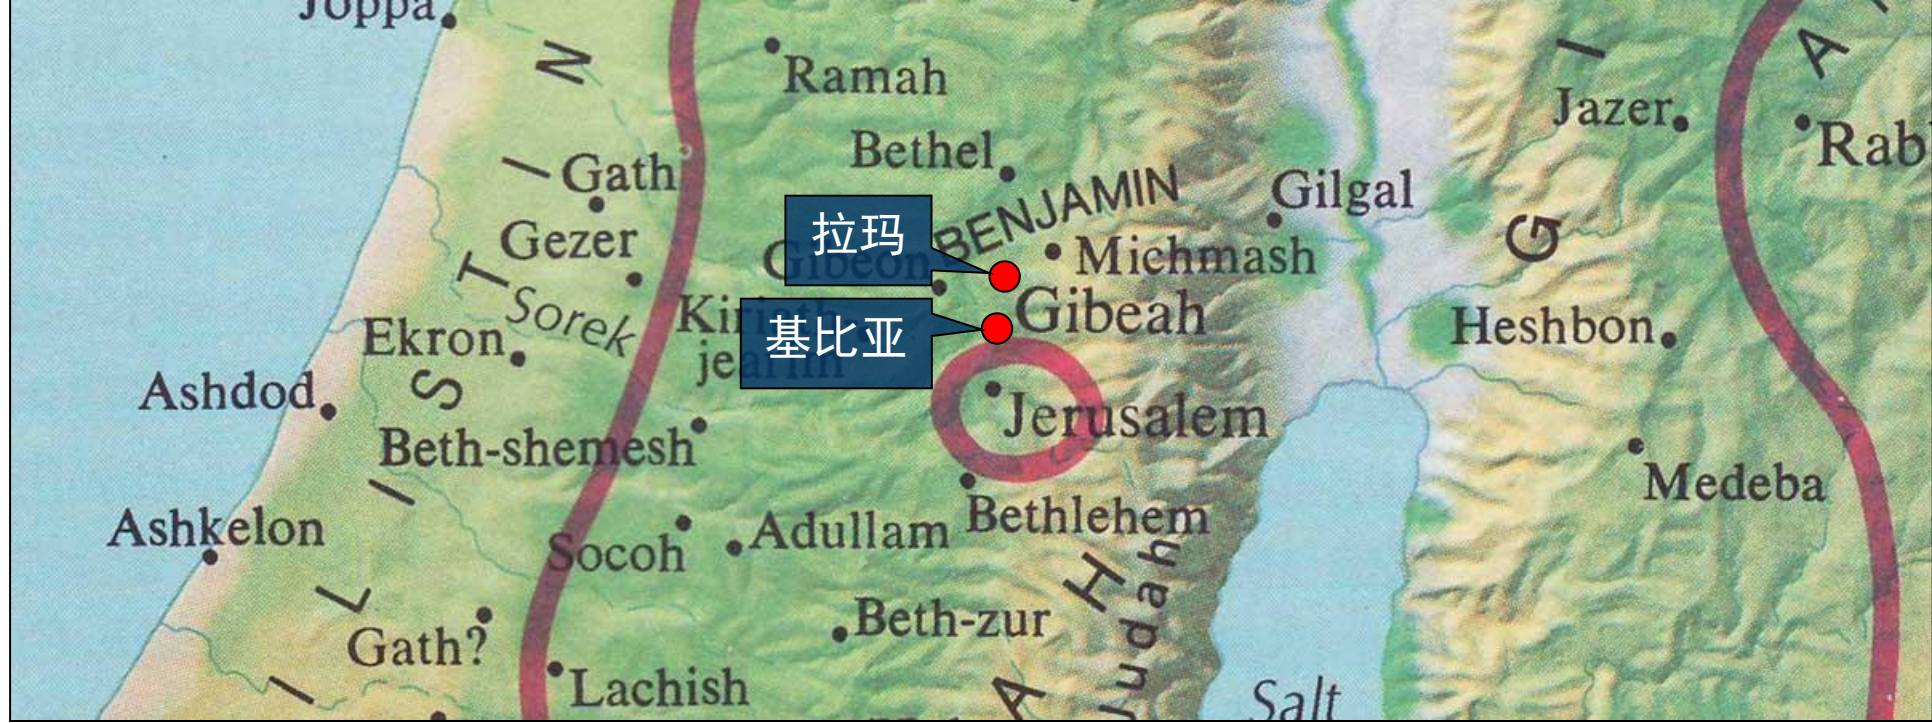 Joppa
N
I
Ramah
A
Jazer
Rab
Bethel
I
Gath
BENJAMIN
Gilgal
拉玛
G
Gezer
Gibeon
Michmash
T
Sorek
基比亚
Gibeah
Heshbon
Ekron
Ashdod
S
Jerusalem
Beth-shemesh
Medeba
I
Ashkelon
Socoh
Adullam
Bethlehem
L
H
Judah
Gath?
Beth-zur
I
Lachish
A
Salt